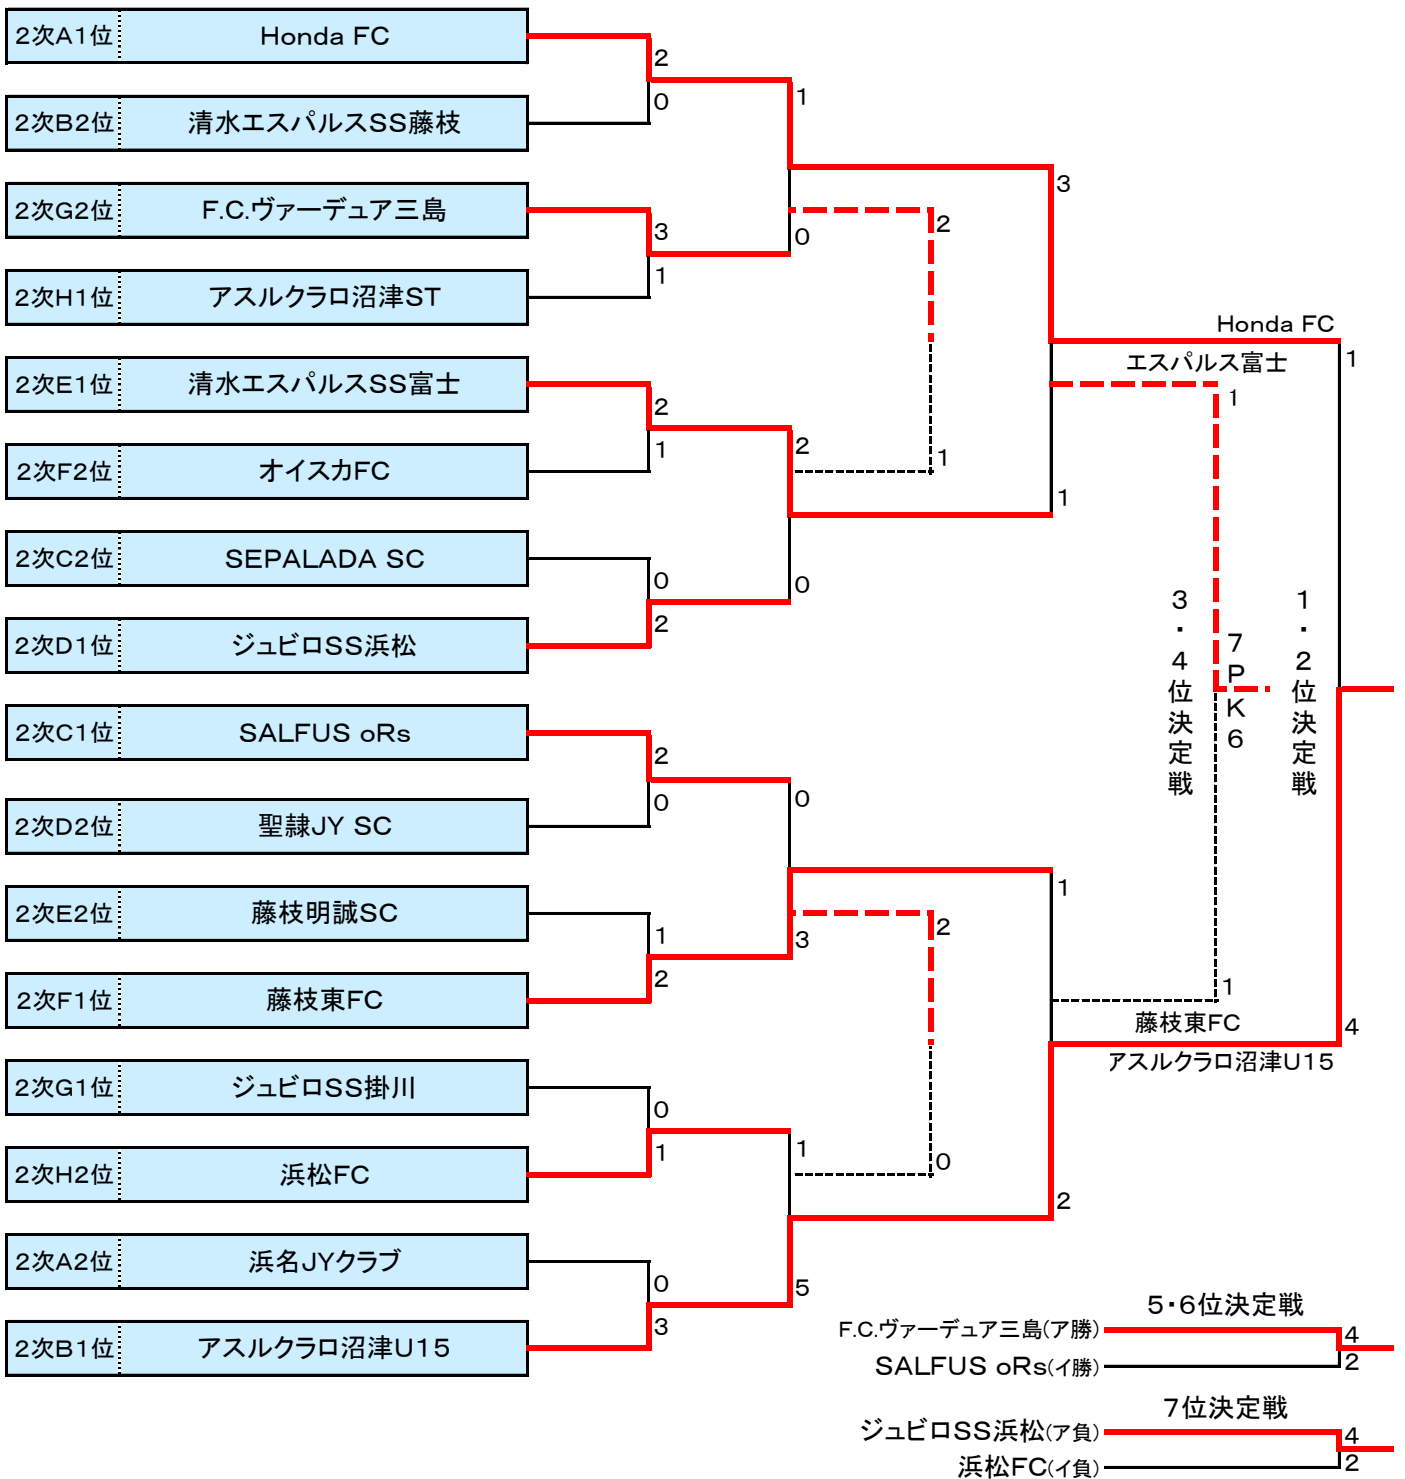 2次A1位 Honda FC
2
0
2次B2位 清水エスパルスSS藤枝
1
2次G2位 F.C.ヴァーデュア三島
3
1
0
2
3
2次H1位 アスルクラロ沼津ST
Honda FC
1
エスパルス富士
2次E1位 清水エスパルスSS富士
2
1
2
1
1
2次F2位 オイスカFC
1
2次C2位 SEPALADA SC
0
2
0
2次D1位 ジュビロSS浜松
3・4位決定戦
7PK6
1・2位決定戦
2次C1位 SALFUS oRs
2
0
0
2次D2位 聖隷JY SC
2次E2位 藤枝明誠SC
1
2
3
2
1
2次F1位 藤枝東FC
1
藤枝東FC
4
アスルクラロ沼津U15
2次G1位 ジュビロSS掛川
0
1
1
0
2次H2位 浜松FC
2
2次A2位 浜名JYクラブ
0
3
5
2次B1位 アスルクラロ沼津U15
5・6位決定戦
F.C.ヴァーデュア三島(ア勝) 4
SALFUS oRs(イ勝) 2
7位決定戦
ジュビロSS浜松(ア負) 4
浜松FC(イ負) 2